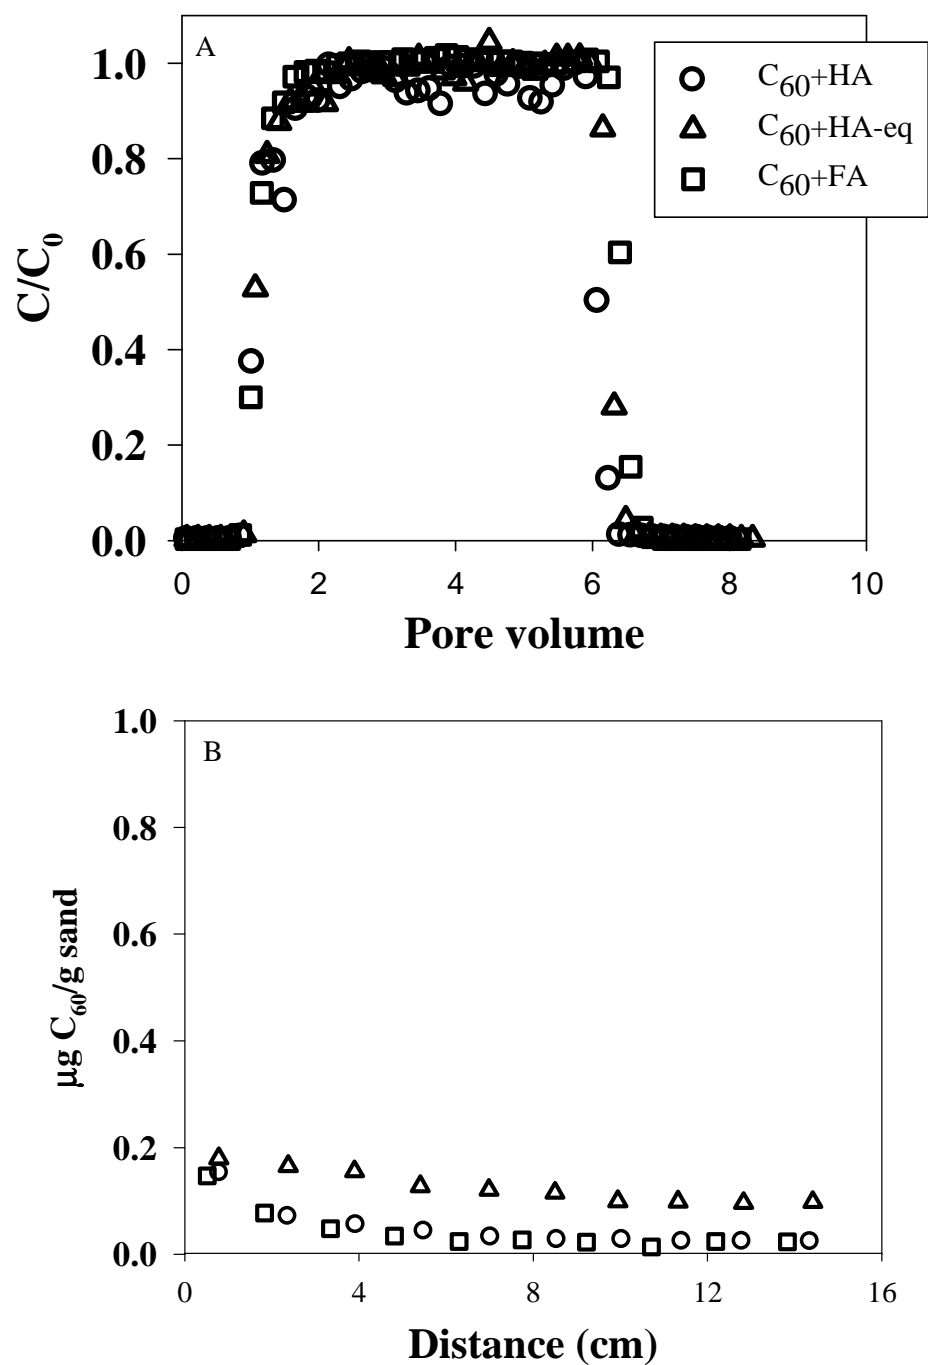 A
C60+HA
C60+HA-eq
C60+FA
C/C0
1.0
0.8
0.6
0.4
0.2
0.0
0 2 4 6 8 10
Pore volume
B
µg C60/g sand
1.0
0.8
0.6
0.4
0.2
0.0
0 4 8 12 16
Distance (cm)